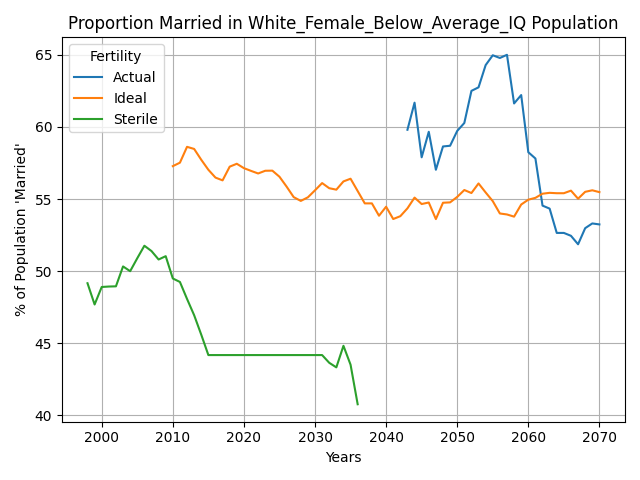 Proportion Married in White_Female_Below_Average_IQ Population
% of Population 'Married'
65
60
55
50
45
40
Fertility
Actual
Ideal
Sterile
2000 2010 2020 2030 2040 2050 2060 2070
Years